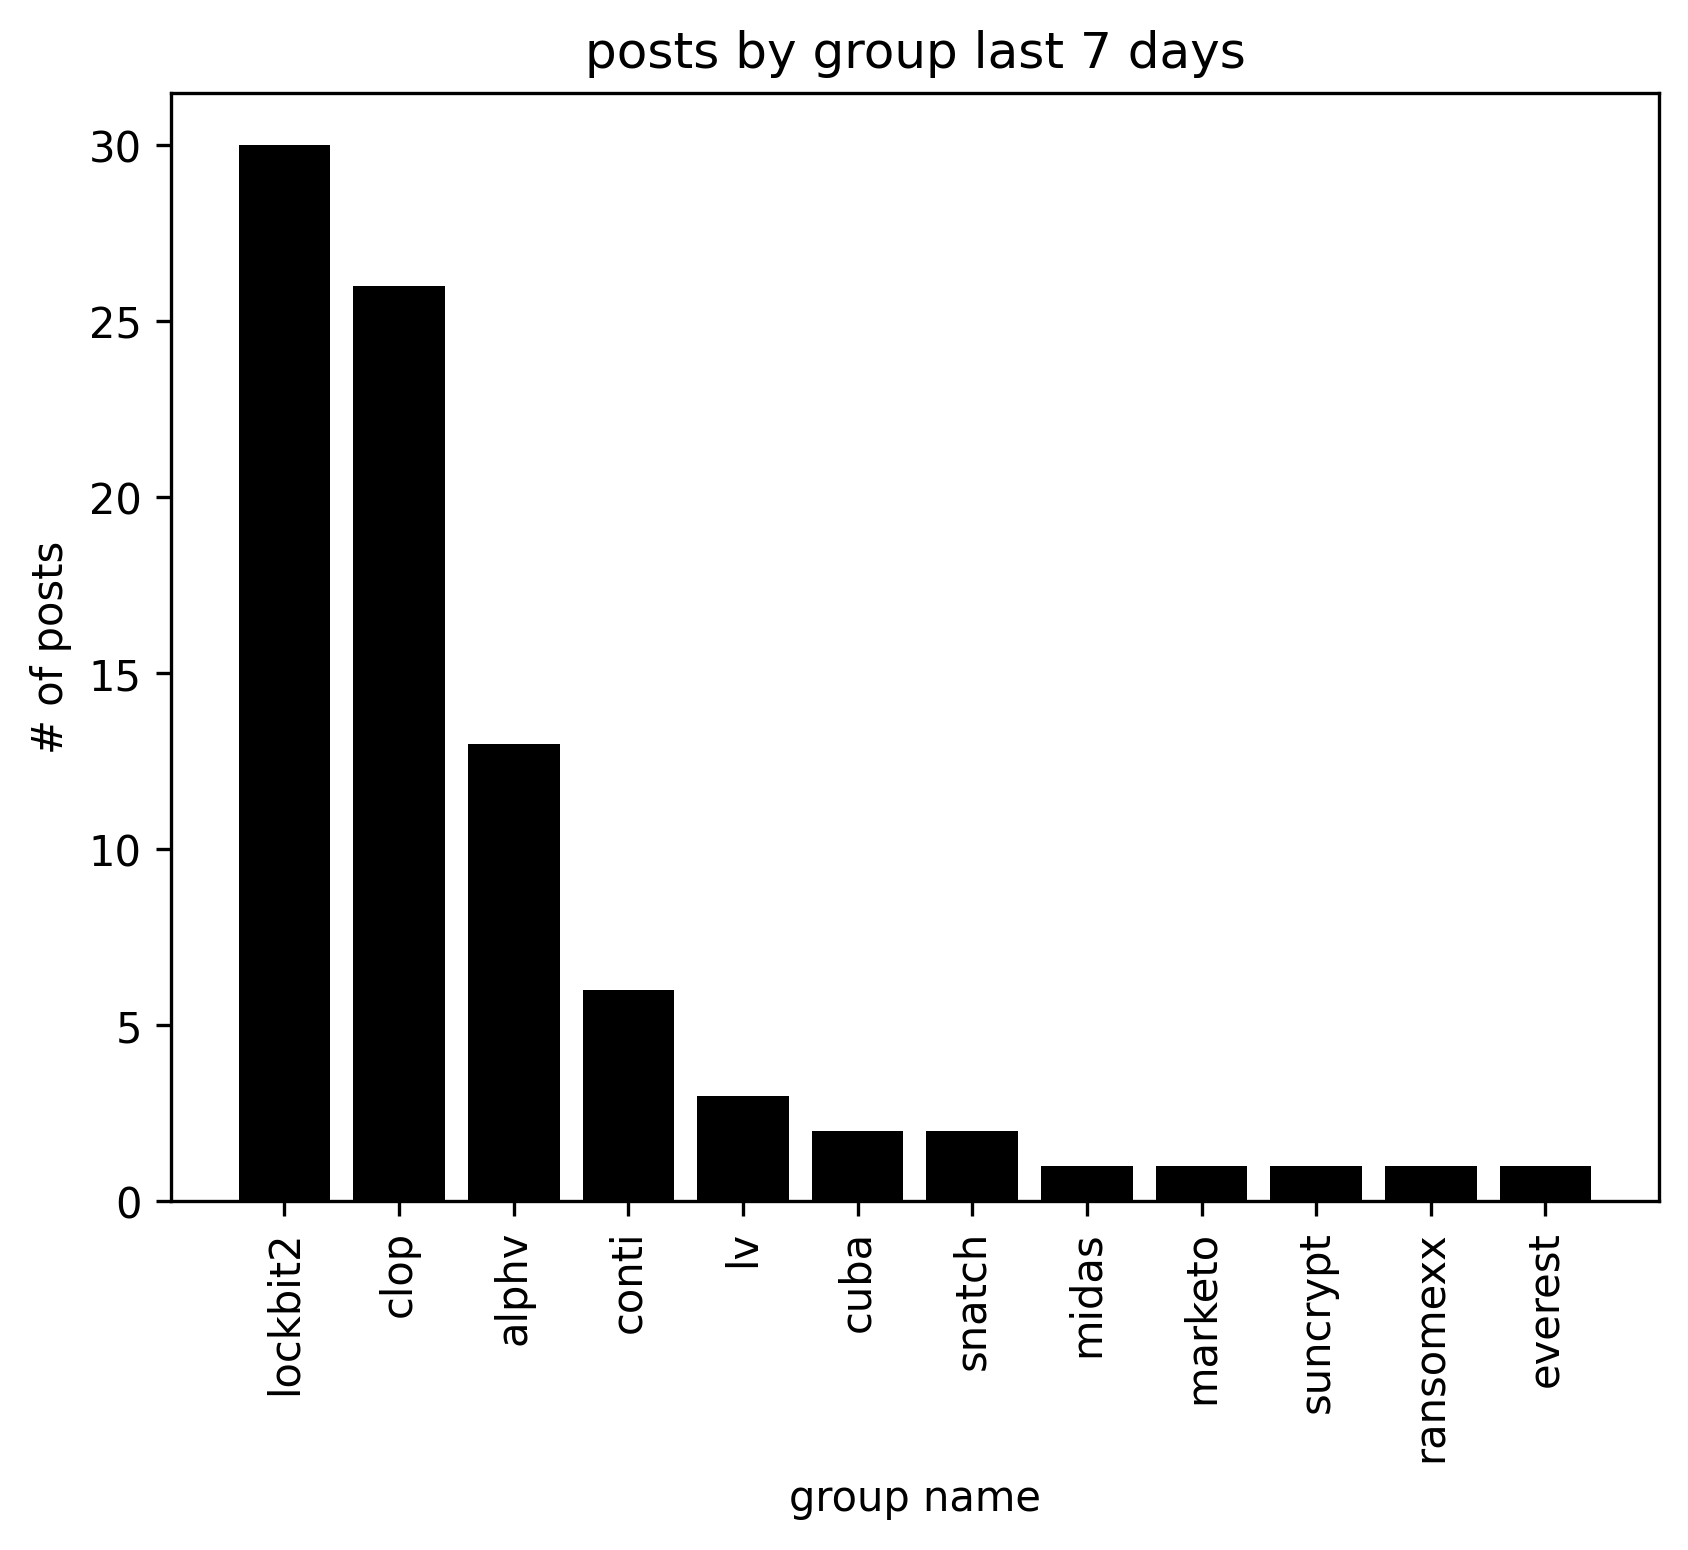 posts by group last 7 days
30
25
20
15
10
5
0
# of posts
lockbit2
clop
alphv
conti
lv
cuba
snatch
midas
marketo
suncrypt
ransomexx
everest
group name